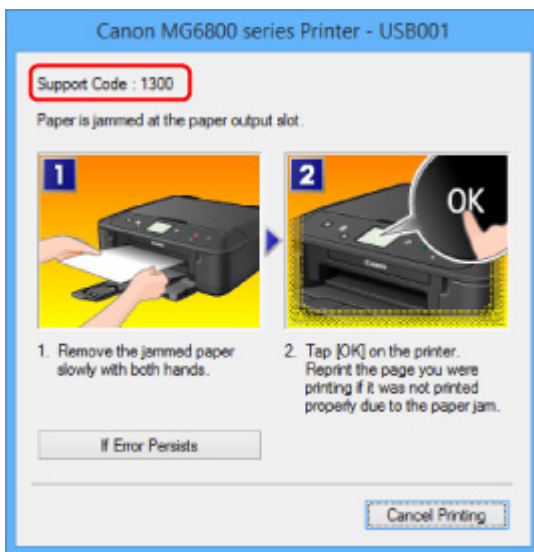 Canon MG6800 series Printer - USB001
Support Code : 1300
Paper is jammed at the paper output slot.
1
2
OK
Canon
Canon
1. Remove the jammed paper
slowly with both hands.
2. Tap [OK] on the printer.
Reprint the page you were
printing if it was not printed
properly due to the paper jam.
If Error Persists
Cancel Printing